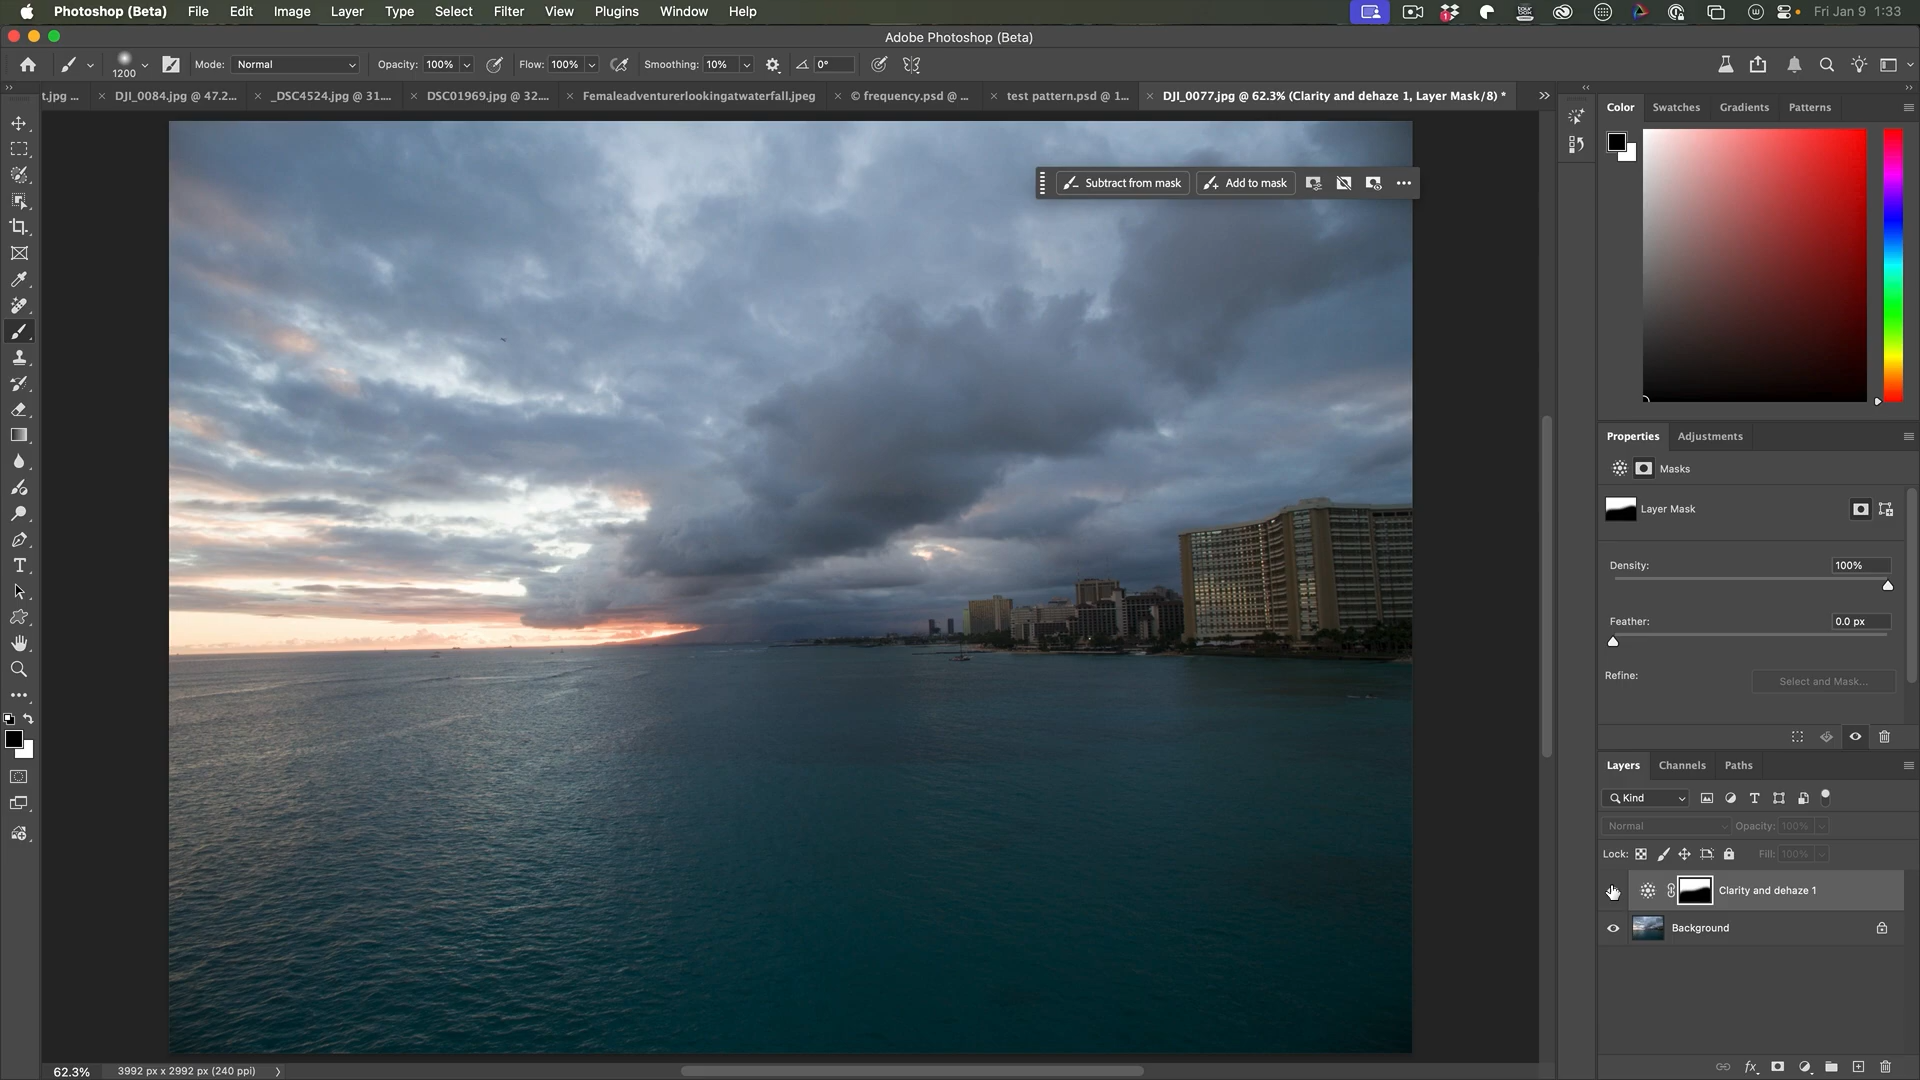 Photoshop (Beta) File Edit Image Layer Type Select Filter View Plugins Window Help Fri Jan 9 1:33
Adobe Photoshop (Beta)
1200 Mode: Normal Opacity: 100% Flow: 100% Smoothing: 10% 0°
t.jpg ... DJI_0084.jpg @ 47.2... _DSC4524.jpg @ 31.... DSC01969.jpg @ 32.... Femaleadventurerlookingatwaterfall.jpeg © frequency.psd @ ... test pattern.psd @ 1... DJI_0077.jpg @ 62.3% (Clarity and dehaze 1, Layer Mask/8) *
Subtract from mask Add to mask
Color Swatches Gradients Patterns
Properties Adjustments
Masks
Layer Mask
Density: 100%
Feather: 0.0 px
Refine: Select and Mask...
Layers Channels Paths
Kind
Normal Opacity: 100%
Lock: Fill: 100%
Clarity and dehaze 1
Background
62.3% 3992 px x 2992 px (240 ppi)